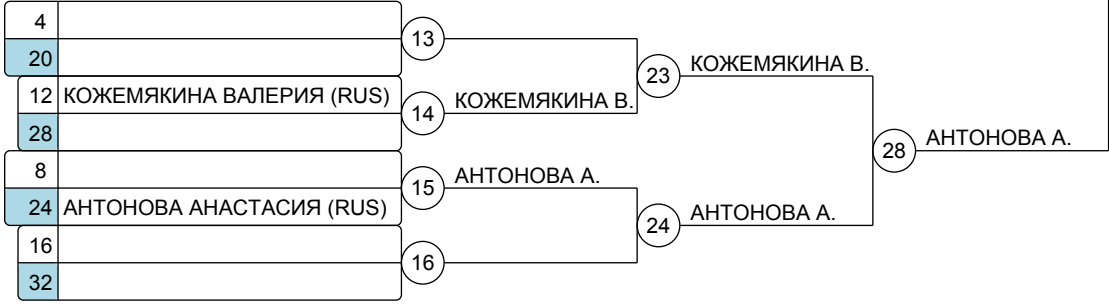 4
13
20
23 КОЖЕМЯКИНА В.
12 КОЖЕМЯКИНА ВАЛЕРИЯ (RUS)
14 КОЖЕМЯКИНА В.
28
28 АНТОНОВА А.
8
15 АНТОНОВА А.
24 АНТОНОВА АНАСТАСИЯ (RUS)
24 АНТОНОВА А.
16
16
32